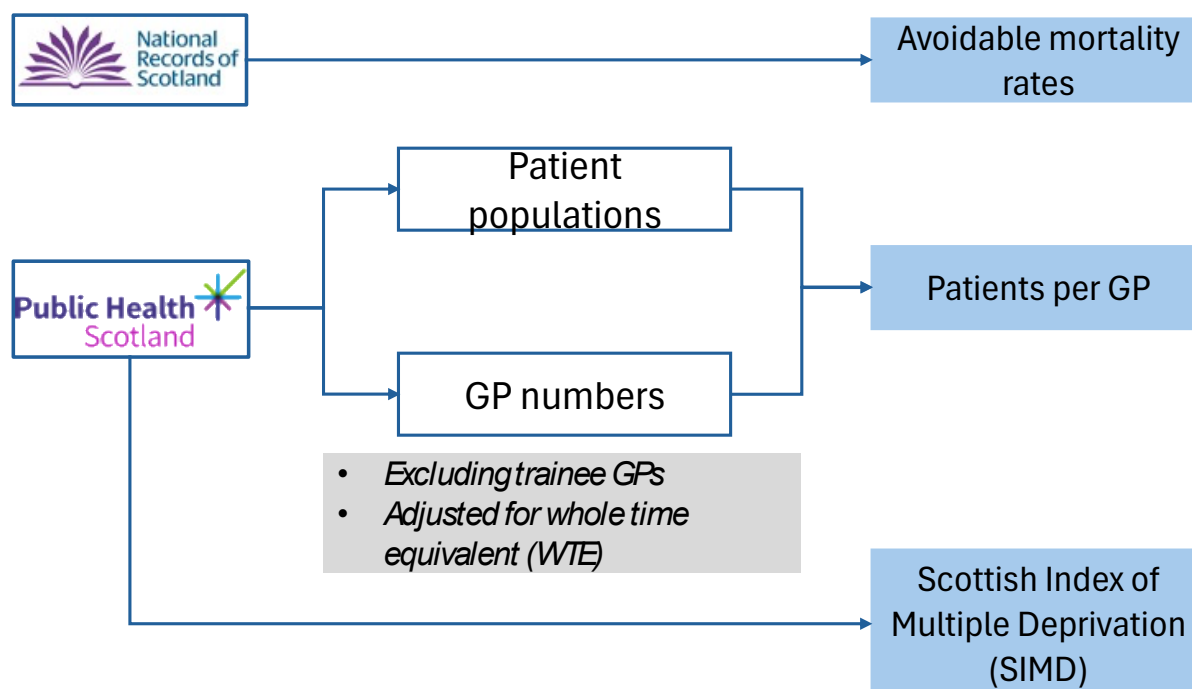 National
Records of
Scotland
Avoidable mortality
rates
Patient
populations
Public Health
Scotland
Patients per GP
GP numbers
• Excluding trainee GPs
• Adjusted for whole time
equivalent (WTE)
Scottish Index of
Multiple Deprivation
(SIMD)